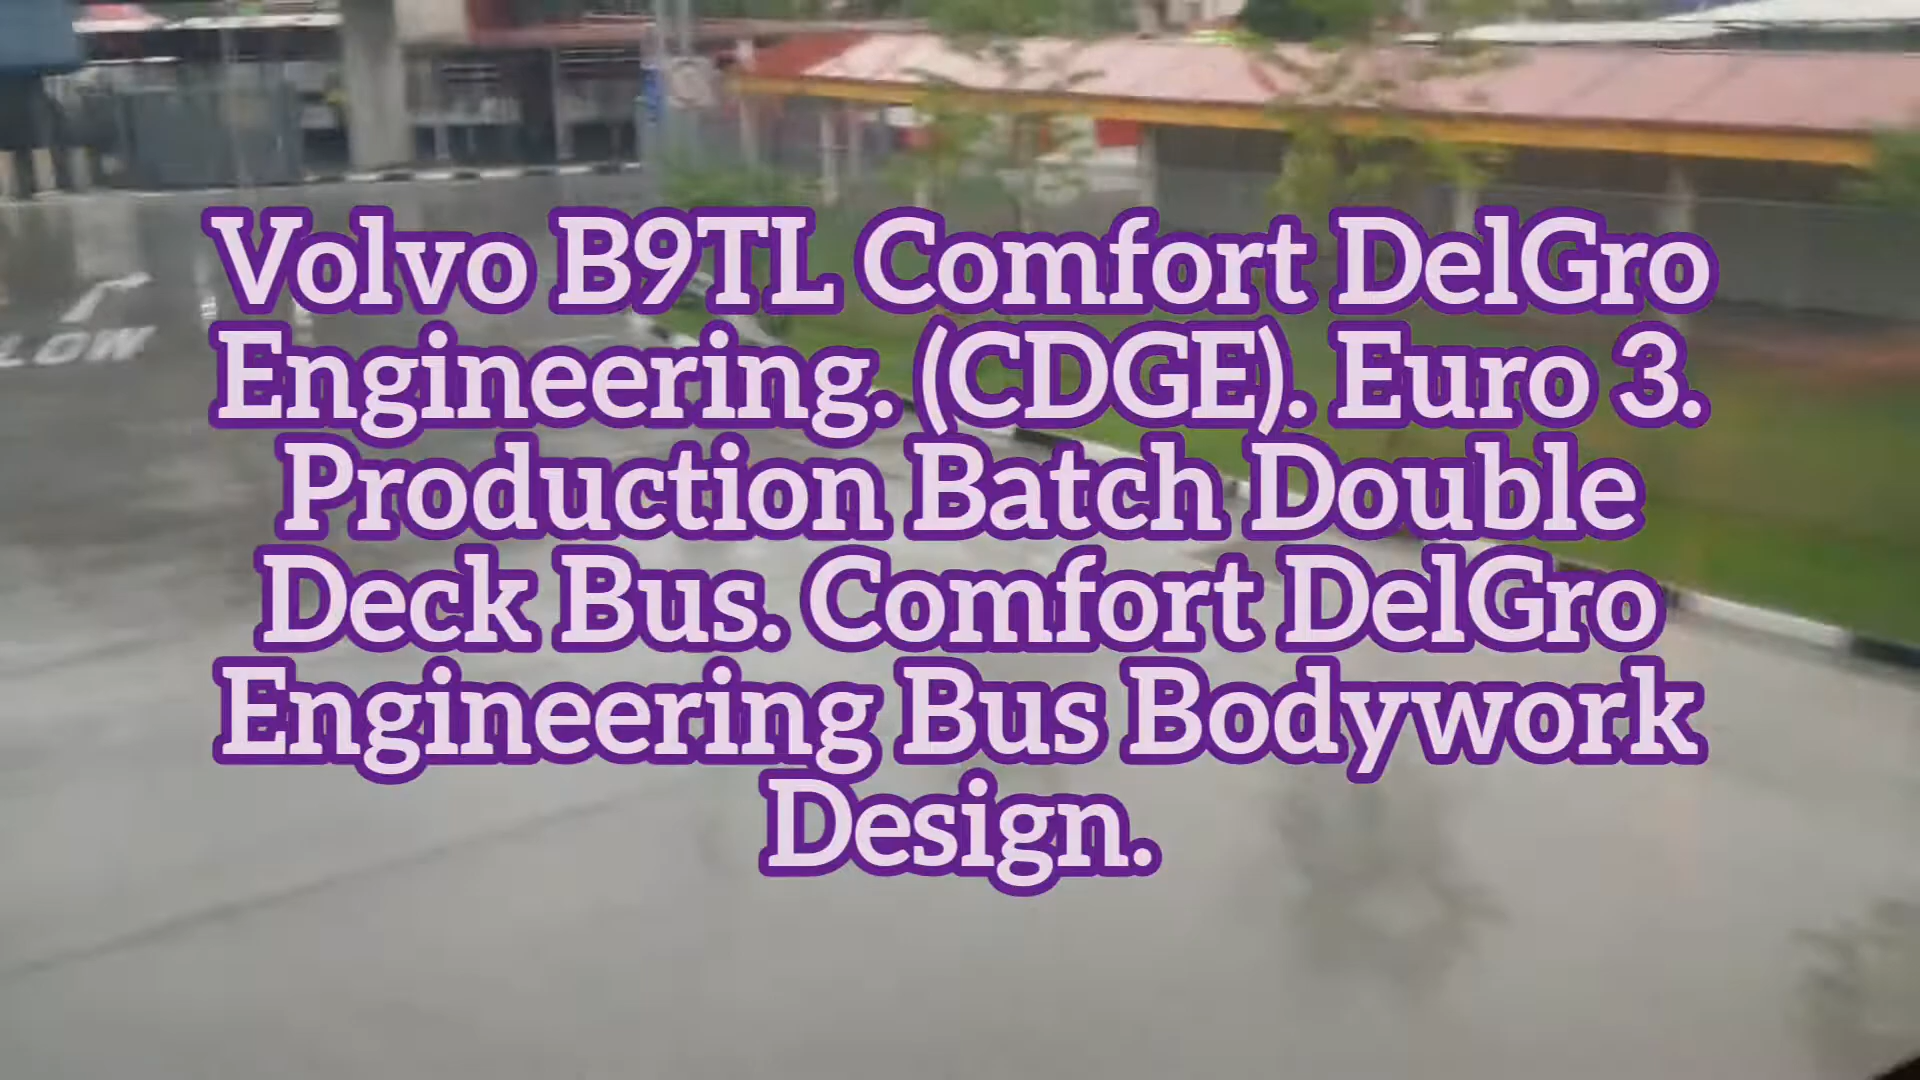 Volvo B9TL Comfort DelGro
Engineering. (CDGE). Euro 3.
Production Batch Double
Deck Bus. Comfort DelGro
Engineering Bus Bodywork
Design.
LOW